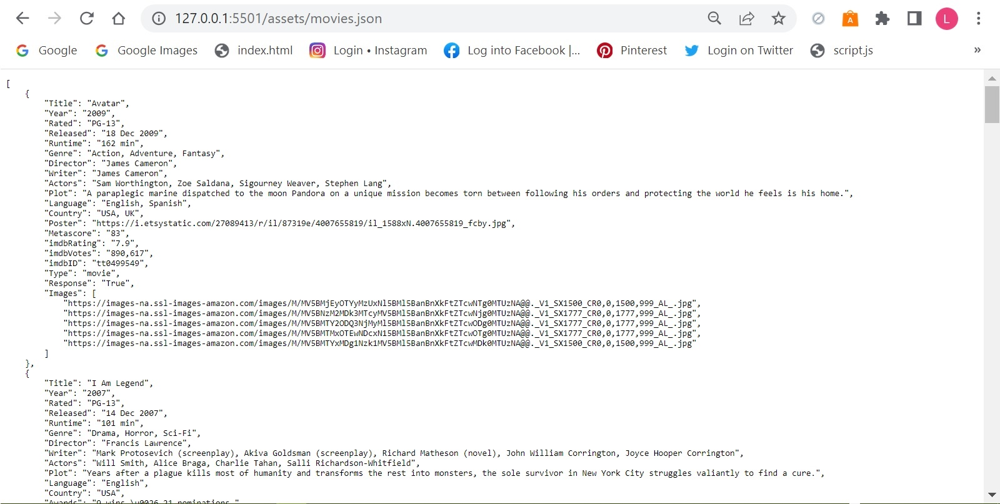 127.0.0.1:5501/assets/movies.json
A
L
Google
Google Images
index.html
Login • Instagram
Log into Facebook |...
Pinterest
Login on Twitter
script.js
»
[
{
"Title": "Avatar",
"Year": "2009",
"Rated": "PG-13",
"Released": "18 Dec 2009",
"Runtime": "162 min",
"Genre": "Action, Adventure, Fantasy",
"Director": "James Cameron",
"Writer": "James Cameron",
"Actors": "Sam Worthington, Zoe Saldana, Sigourney Weaver, Stephen Lang",
"Plot": "A paraplegic marine dispatched to the moon Pandora on a unique mission becomes torn between following his orders and protecting the world he feels is his home.",
"Language": "English, Spanish",
"Country": "USA, UK",
"Poster": "https://i.etsystatic.com/27089413/r/il/87319e/4007655819/il_1588xN.4007655819_fcby.jpg",
"Metascore": "83",
"imdbRating": "7.9",
"imdbVotes": "890,617",
"imdbID": "tt0499549",
"Type": "movie",
"Response": "True",
"Images": [
"https://images-na.ssl-images-amazon.com/images/M/MV5BMjEyOTYyMzUxNl5BMl5BanBnXkFtZTcwNTg0MTUzNA@@._V1_SX1500_CR0,0,1500,999_AL_.jpg",
"https://images-na.ssl-images-amazon.com/images/M/MV5BNzM2MDk3MTcyMV5BMl5BanBnXkFtZTcwNjg0MTUzNA@@._V1_SX1777_CR0,0,1777,999_AL_.jpg",
"https://images-na.ssl-images-amazon.com/images/M/MV5BMTY2ODQ3NjMyMl5BMl5BanBnXkFtZTcwODg0MTUzNA@@._V1_SX1777_CR0,0,1777,999_AL_.jpg",
"https://images-na.ssl-images-amazon.com/images/M/MV5BMTMxOTEwNDcxN15BMl5BanBnXkFtZTcwOTg0MTUzNA@@._V1_SX1777_CR0,0,1777,999_AL_.jpg",
"https://images-na.ssl-images-amazon.com/images/M/MV5BMTYxMDg1Nzk1MV5BMl5BanBnXkFtZTcwMDk0MTUzNA@@._V1_SX1500_CR0,0,1500,999_AL_.jpg"
]
},
{
"Title": "I Am Legend",
"Year": "2007",
"Rated": "PG-13",
"Released": "14 Dec 2007",
"Runtime": "101 min",
"Genre": "Drama, Horror, Sci-Fi",
"Director": "Francis Lawrence",
"Writer": "Mark Protosevich (screenplay), Akiva Goldsman (screenplay), Richard Matheson (novel), John William Corrington, Joyce Hooper Corrington",
"Actors": "Will Smith, Alice Braga, Charlie Tahan, Salli Richardson-Whitfield",
"Plot": "Years after a plague kills most of humanity and transforms the rest into monsters, the sole survivor in New York City struggles valiantly to find a cure.",
"Language": "English",
"Country": "USA",
"Awards": "9 wins \u0026 21 nominations.",